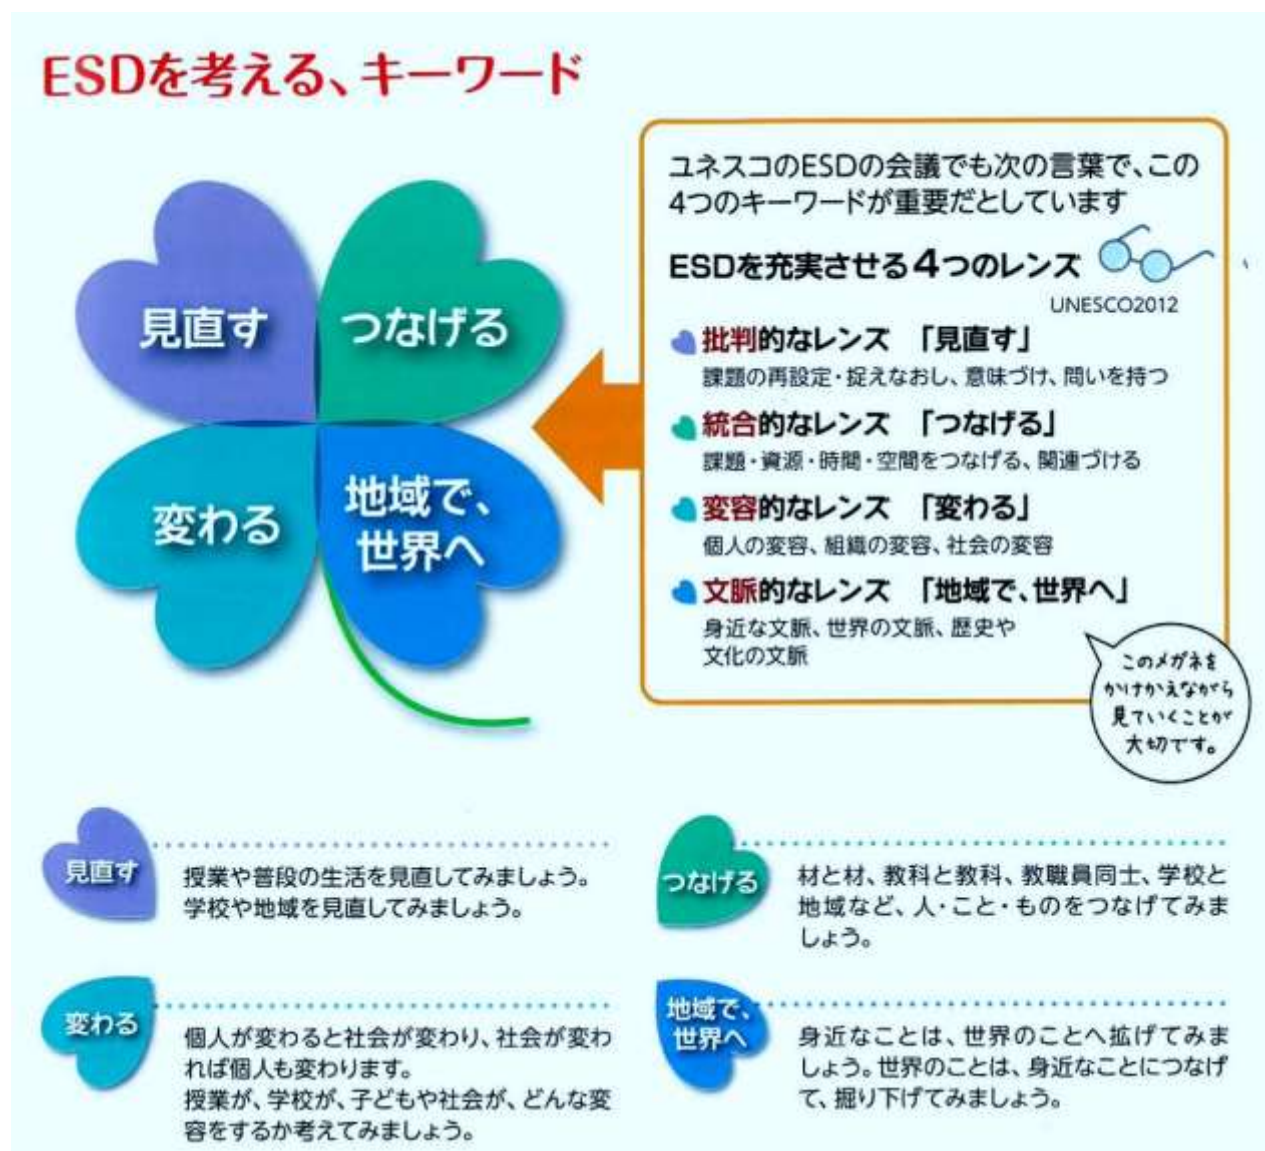 ESDを考える、キーワード
見直す
つなげる
変わる
地域で、
世界へ
ユネスコのESDの会議でも次の言葉で、この
4つのキーワードが重要だとしています
ESDを充実させる4つのレンズ
UNESCO2012
批判的なレンズ 「見直す」
課題の再設定・捉えなおし、意味づけ、問いを持つ
統合的なレンズ 「つなげる」
課題・資源・時間・空間をつなげる、関連づける
変容的なレンズ 「変わる」
個人の変容、組織の変容、社会の変容
文脈的なレンズ 「地域で、世界へ」
身近な文脈、世界の文脈、歴史や
文化の文脈
このメガネを
かけかえながら
見ていくことが
大切です。
見直す
授業や普段の生活を見直してみましょう。
学校や地域を見直してみましょう。
つなげる
材と材、教科と教科、教職員同士、学校と
地域など、人・こと・ものをつなげてみま
しょう。
変わる
個人が変わると社会が変わり、社会が変わ
れば個人も変わります。
授業が、学校が、子どもや社会が、どんな変
容をするか考えてみましょう。
地域で、
世界へ
身近なことは、世界のことへ拡げてみま
しょう。世界のことは、身近なことにつなげ
て、掘り下げてみましょう。